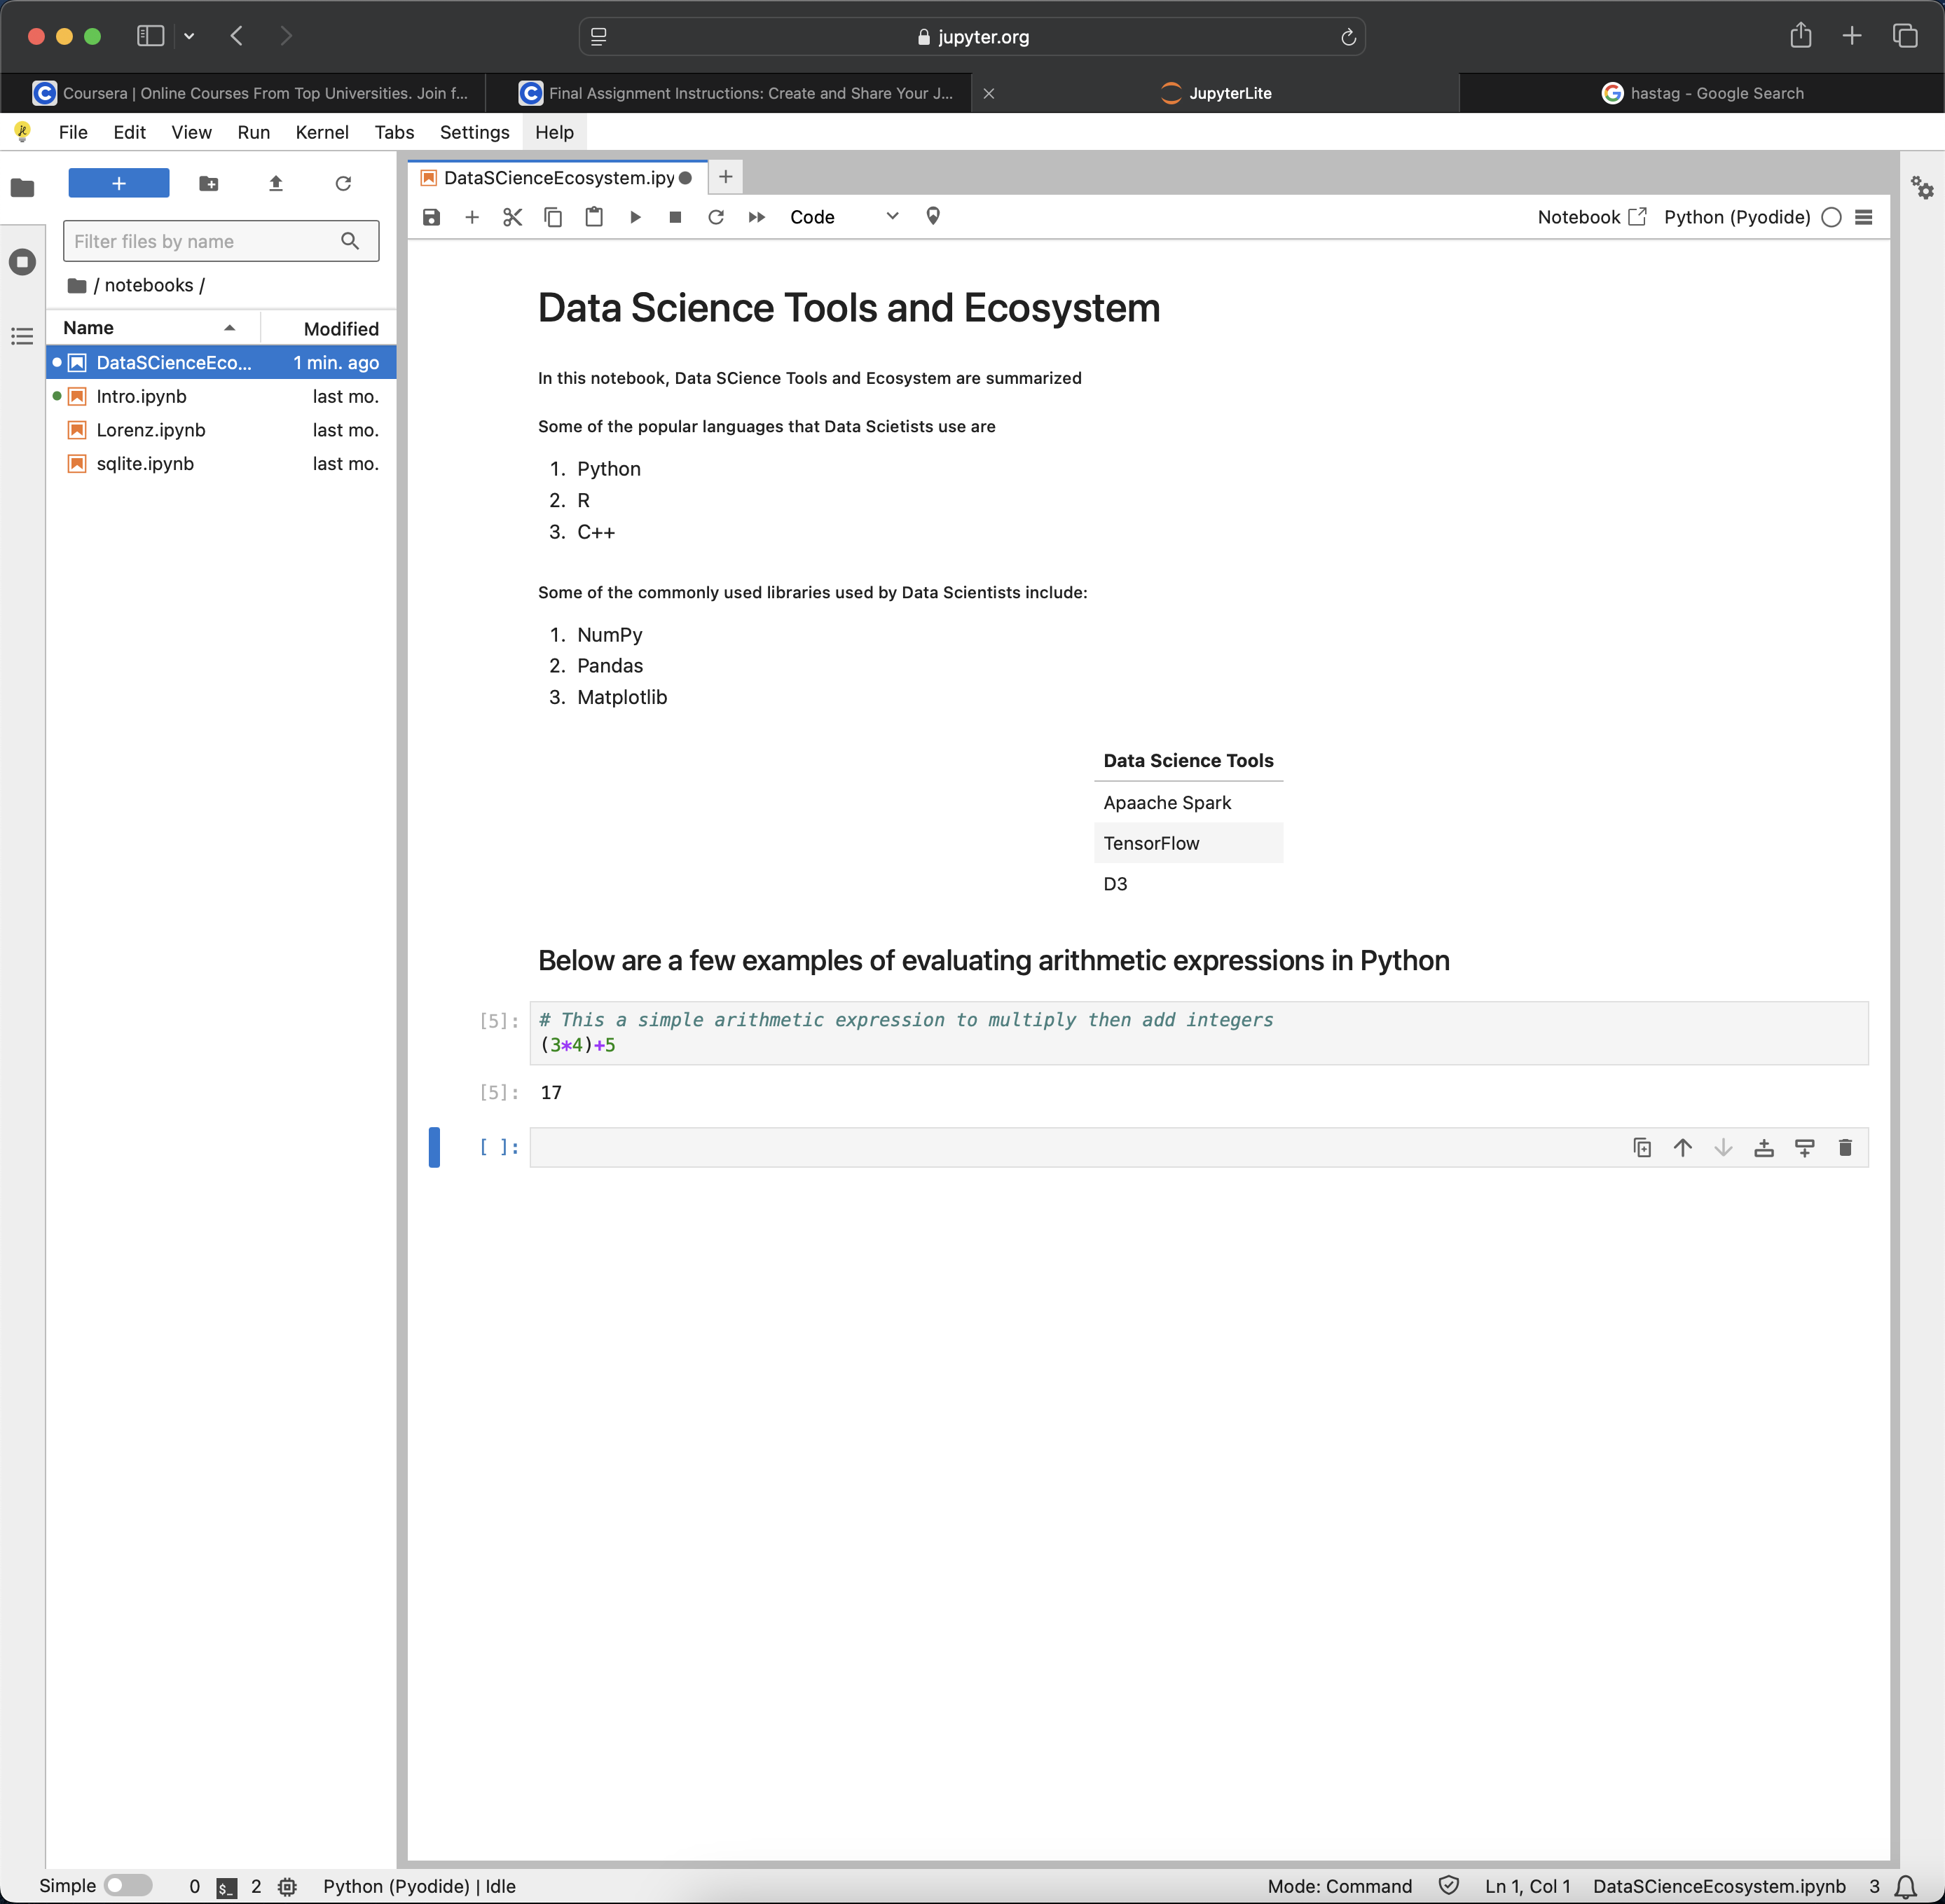 jupyter.org
Coursera | Online Courses From Top Universities. Join f...
Final Assignment Instructions: Create and Share Your J...
JupyterLite
hastag - Google Search
File Edit View Run Kernel Tabs Settings Help
DataSCienceEcosystem.ipy
Filter files by name
Code
Notebook
Python (Pyodide)
/ notebooks /
Name Modified
DataSCienceEco... 1 min. ago
Intro.ipynb last mo.
Lorenz.ipynb last mo.
sqlite.ipynb last mo.
Data Science Tools and Ecosystem
In this notebook, Data SCience Tools and Ecosystem are summarized
Some of the popular languages that Data Scietists use are
1. Python
2. R
3. C++
Some of the commonly used libraries used by Data Scientists include:
1. NumPy
2. Pandas
3. Matplotlib
Data Science Tools
Apaache Spark
TensorFlow
D3
Below are a few examples of evaluating arithmetic expressions in Python
[5]: # This a simple arithmetic expression to multiply then add integers
(3*4)+5
[5]: 17
[ ]:
Simple 0 $_ 2 Python (Pyodide) | Idle Mode: Command Ln 1, Col 1 DataSCienceEcosystem.ipynb 3